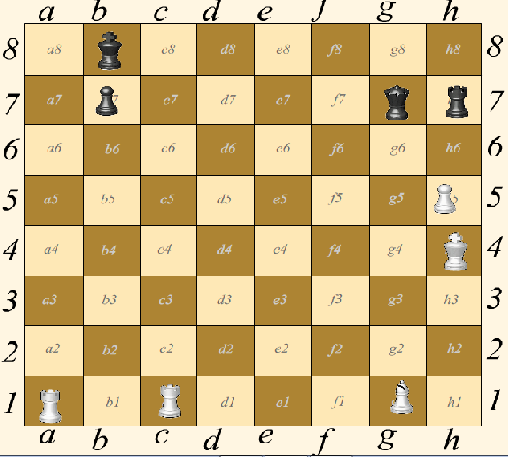 a b c d e f g h
8 a8 c8 d8 e8 f8 g8 h8 8
7 a7 7 c7 d7 e7 f7 7
6 a6 b6 c6 d6 e6 f6 g6 h6 6
5 a5 b5 c5 d5 e5 f5 g5 5
4 a4 b4 c4 d4 e4 f4 g4 4
3 a3 b3 c3 d3 e3 f3 g3 h3 3
2 a2 b2 c2 d2 e2 f2 g2 h2 2
1 b1 d1 e1 f1 h1 1
a b c d e f g h